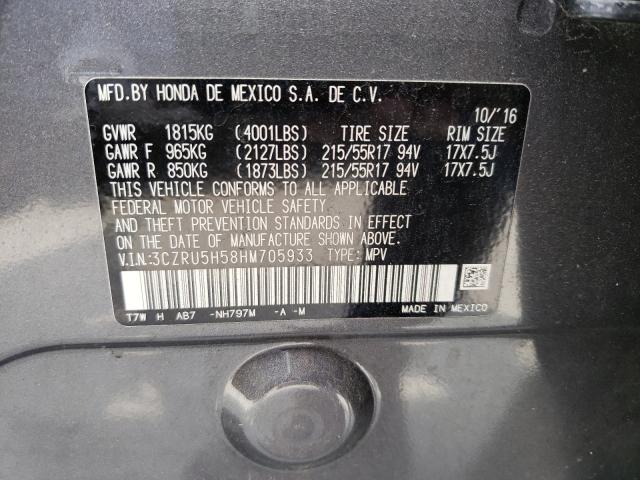 MFD.BY HONDA DE MEXICO S.A. DE C.V.
10/'16
GVWR 1815KG (4001LBS) TIRE SIZE RIM SIZE
GAWR F 965KG (2127LBS) 215/55R17 94V 17X7.5J
GAWR R 850KG (1873LBS) 215/55R17 94V 17X7.5J
THIS VEHICLE CONFORMS TO ALL APPLICABLE
FEDERAL MOTOR VEHICLE SAFETY
AND THEFT PREVENTION STANDARDS IN EFFECT
ON THE DATE OF MANUFACTURE SHOWN ABOVE.
V.I.N:3CZRU5H58HM705933 TYPE:MPV
T7W H AB7 -NH797M -A -M MADE IN MEXICO